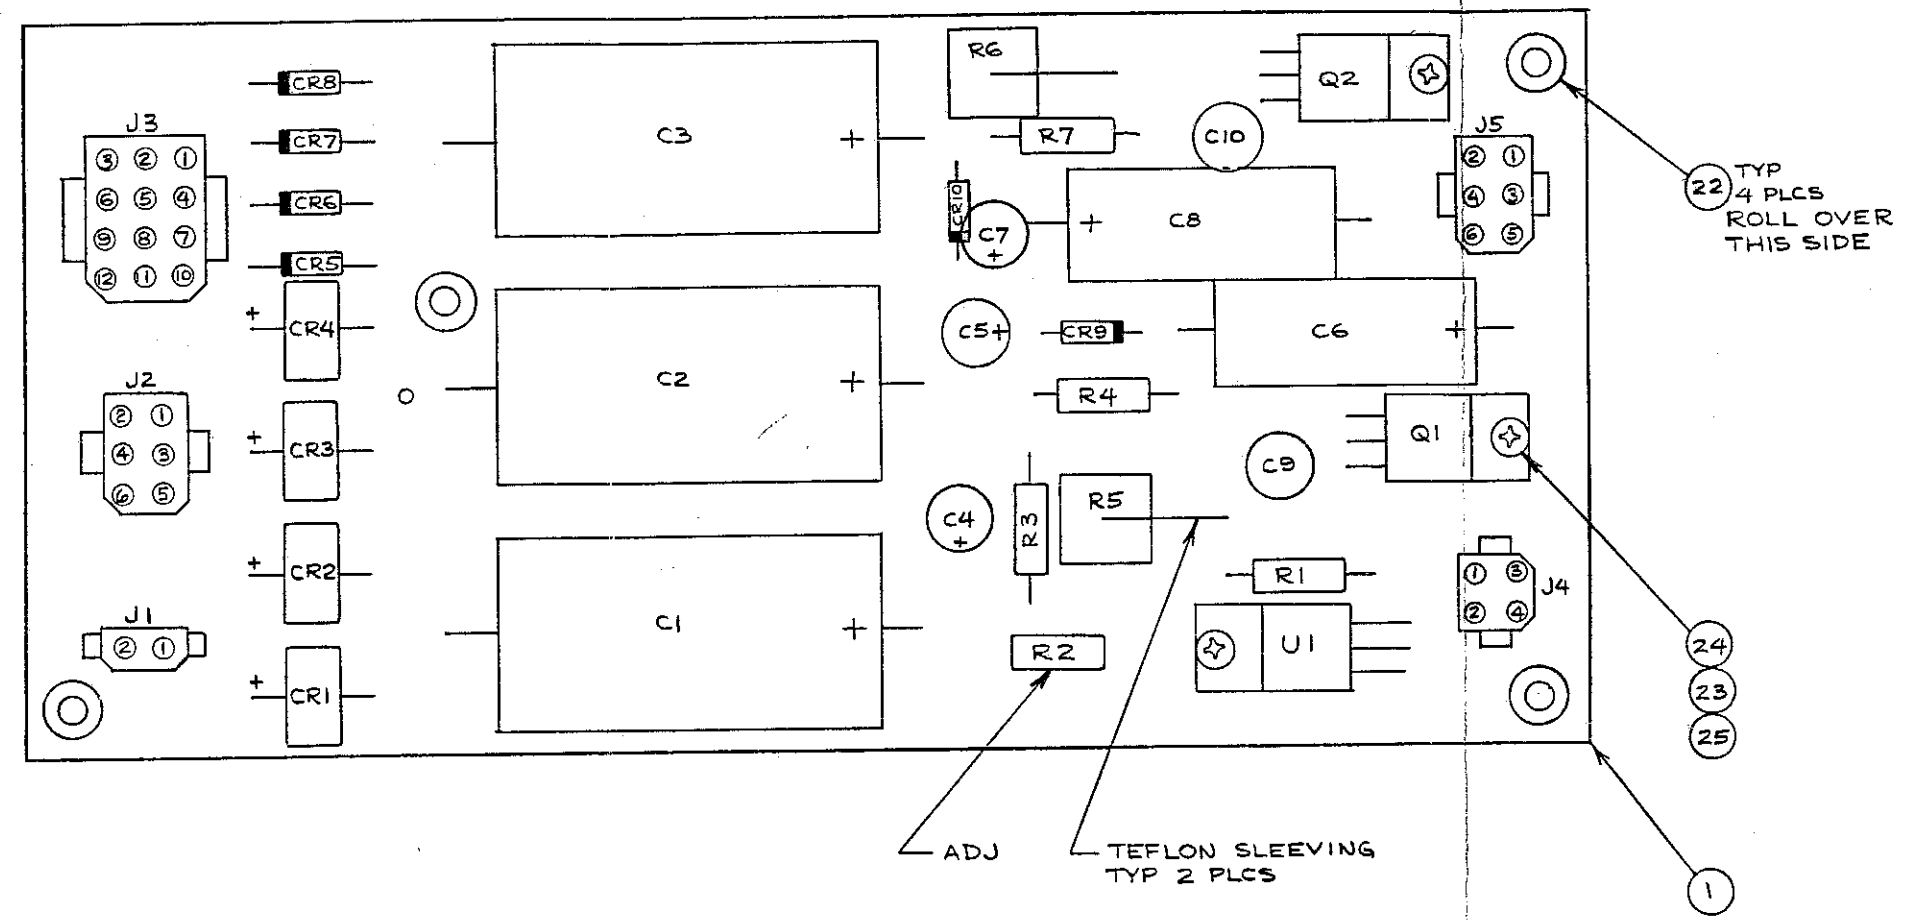 CR8
R6
Q2
J3
CR7
C3
+
R7
C10
J5
3 2 1
2 1
6 5 4
CR6
CR10
C7
+
+
C8
4 3
22
TYP
4 PLCS
ROLL OVER
THIS SIDE
9 8 7
6 5
12 11 10
CR5
+
CR4
C5+
CR9
C6
+
J2
C2
+
R4
2 1
4 3
6 5
+
CR3
Q1
C9
C4
+
R3
R5
+
CR2
R1
1 3
2 4
J4
J1
2 1
C1
+
R2
U1
24
23
25
+
CR1
ADJ
TEFLON SLEEVING
TYP 2 PLCS
1